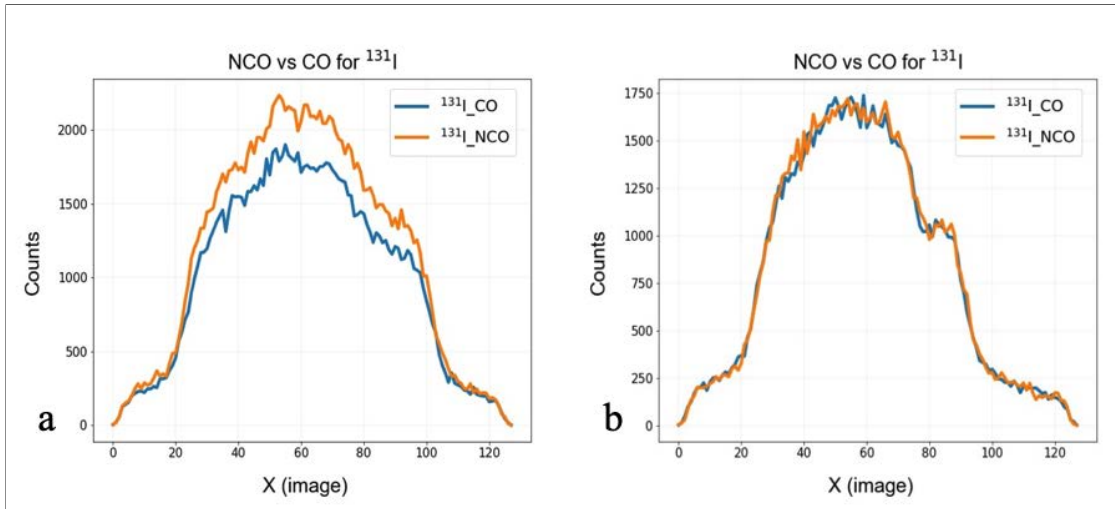 NCO vs CO for ¹³¹I
¹³¹I_CO
¹³¹I_NCO
2000
1500
1000
500
0
Counts
0 20 40 60 80 100 120
X (image)
a
NCO vs CO for ¹³¹I
¹³¹I_CO
¹³¹I_NCO
1750
1500
1250
1000
750
500
250
0
Counts
0 20 40 60 80 100 120
X (image)
b